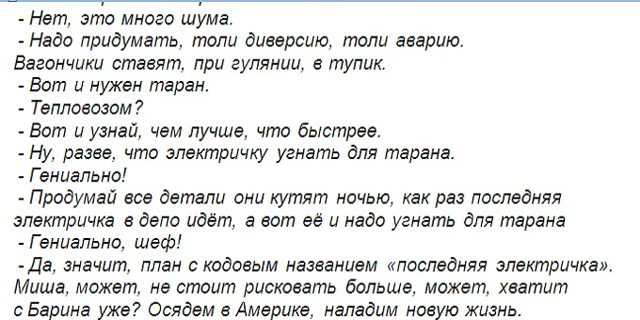 - Нет, это много шума.
- Надо придумать, толи диверсию, толи аварию.
Вагончики ставят, при гулянии, в тупик.
- Вот и нужен таран.
- Тепловозом?
- Вот и узнай, чем лучше, что быстрее.
- Ну, разве, что электричку угнать для тарана.
- Гениально!
- Продумай все детали они кутят ночью, как раз последняя
электричка в депо идёт, а вот её и надо угнать для тарана
- Гениально, шеф!
- Да, значит, план с кодовым названием «последняя электричка».
Миша, может, не стоит рисковать больше, может, хватит
с Барина уже? Осядем в Америке, наладим новую жизнь.